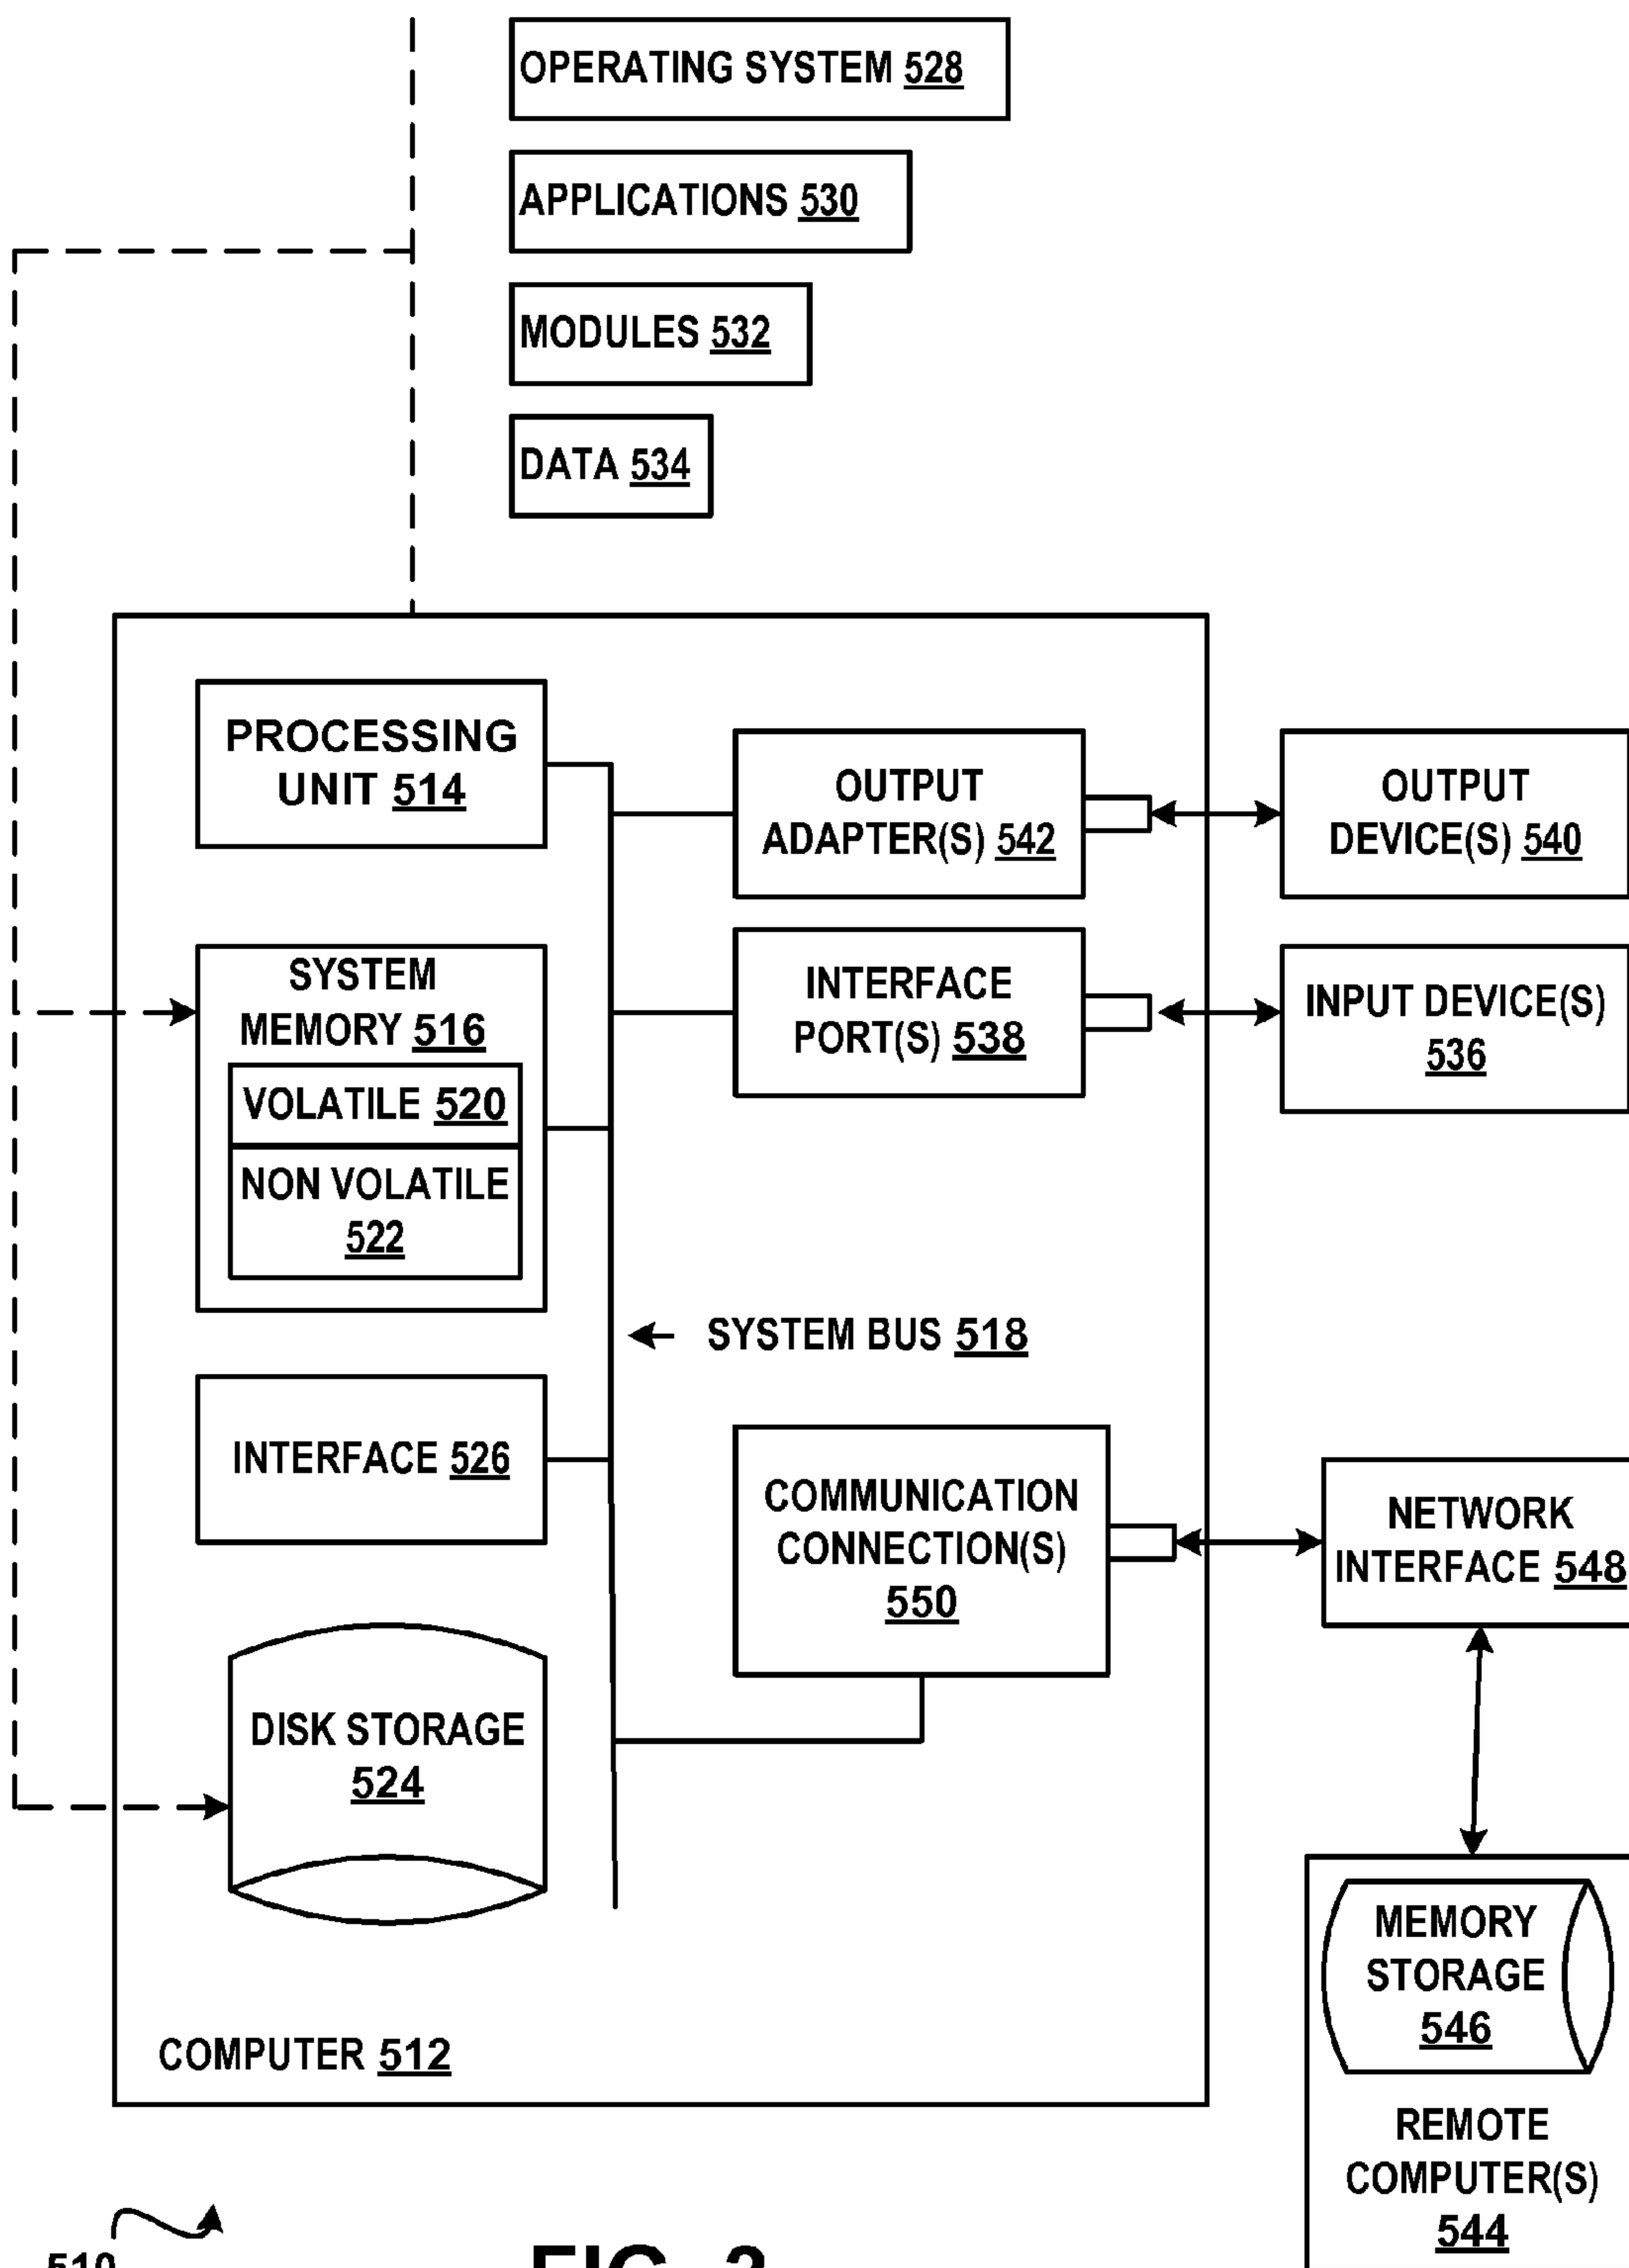 OPERATING SYSTEM 528
APPLICATIONS 530
MODULES 532
DATA 534
PROCESSING
UNIT 514
OUTPUT
ADAPTER(S) 542
OUTPUT
DEVICE(S) 540
SYSTEM
MEMORY 516
VOLATILE 520
NON VOLATILE
522
INTERFACE
PORT(S) 538
INPUT DEVICE(S)
536
SYSTEM BUS 518
INTERFACE 526
COMMUNICATION
CONNECTION(S)
550
NETWORK
INTERFACE 548
DISK STORAGE
524
MEMORY
STORAGE
546
COMPUTER 512
REMOTE
COMPUTER(S)
544
510
FIG.